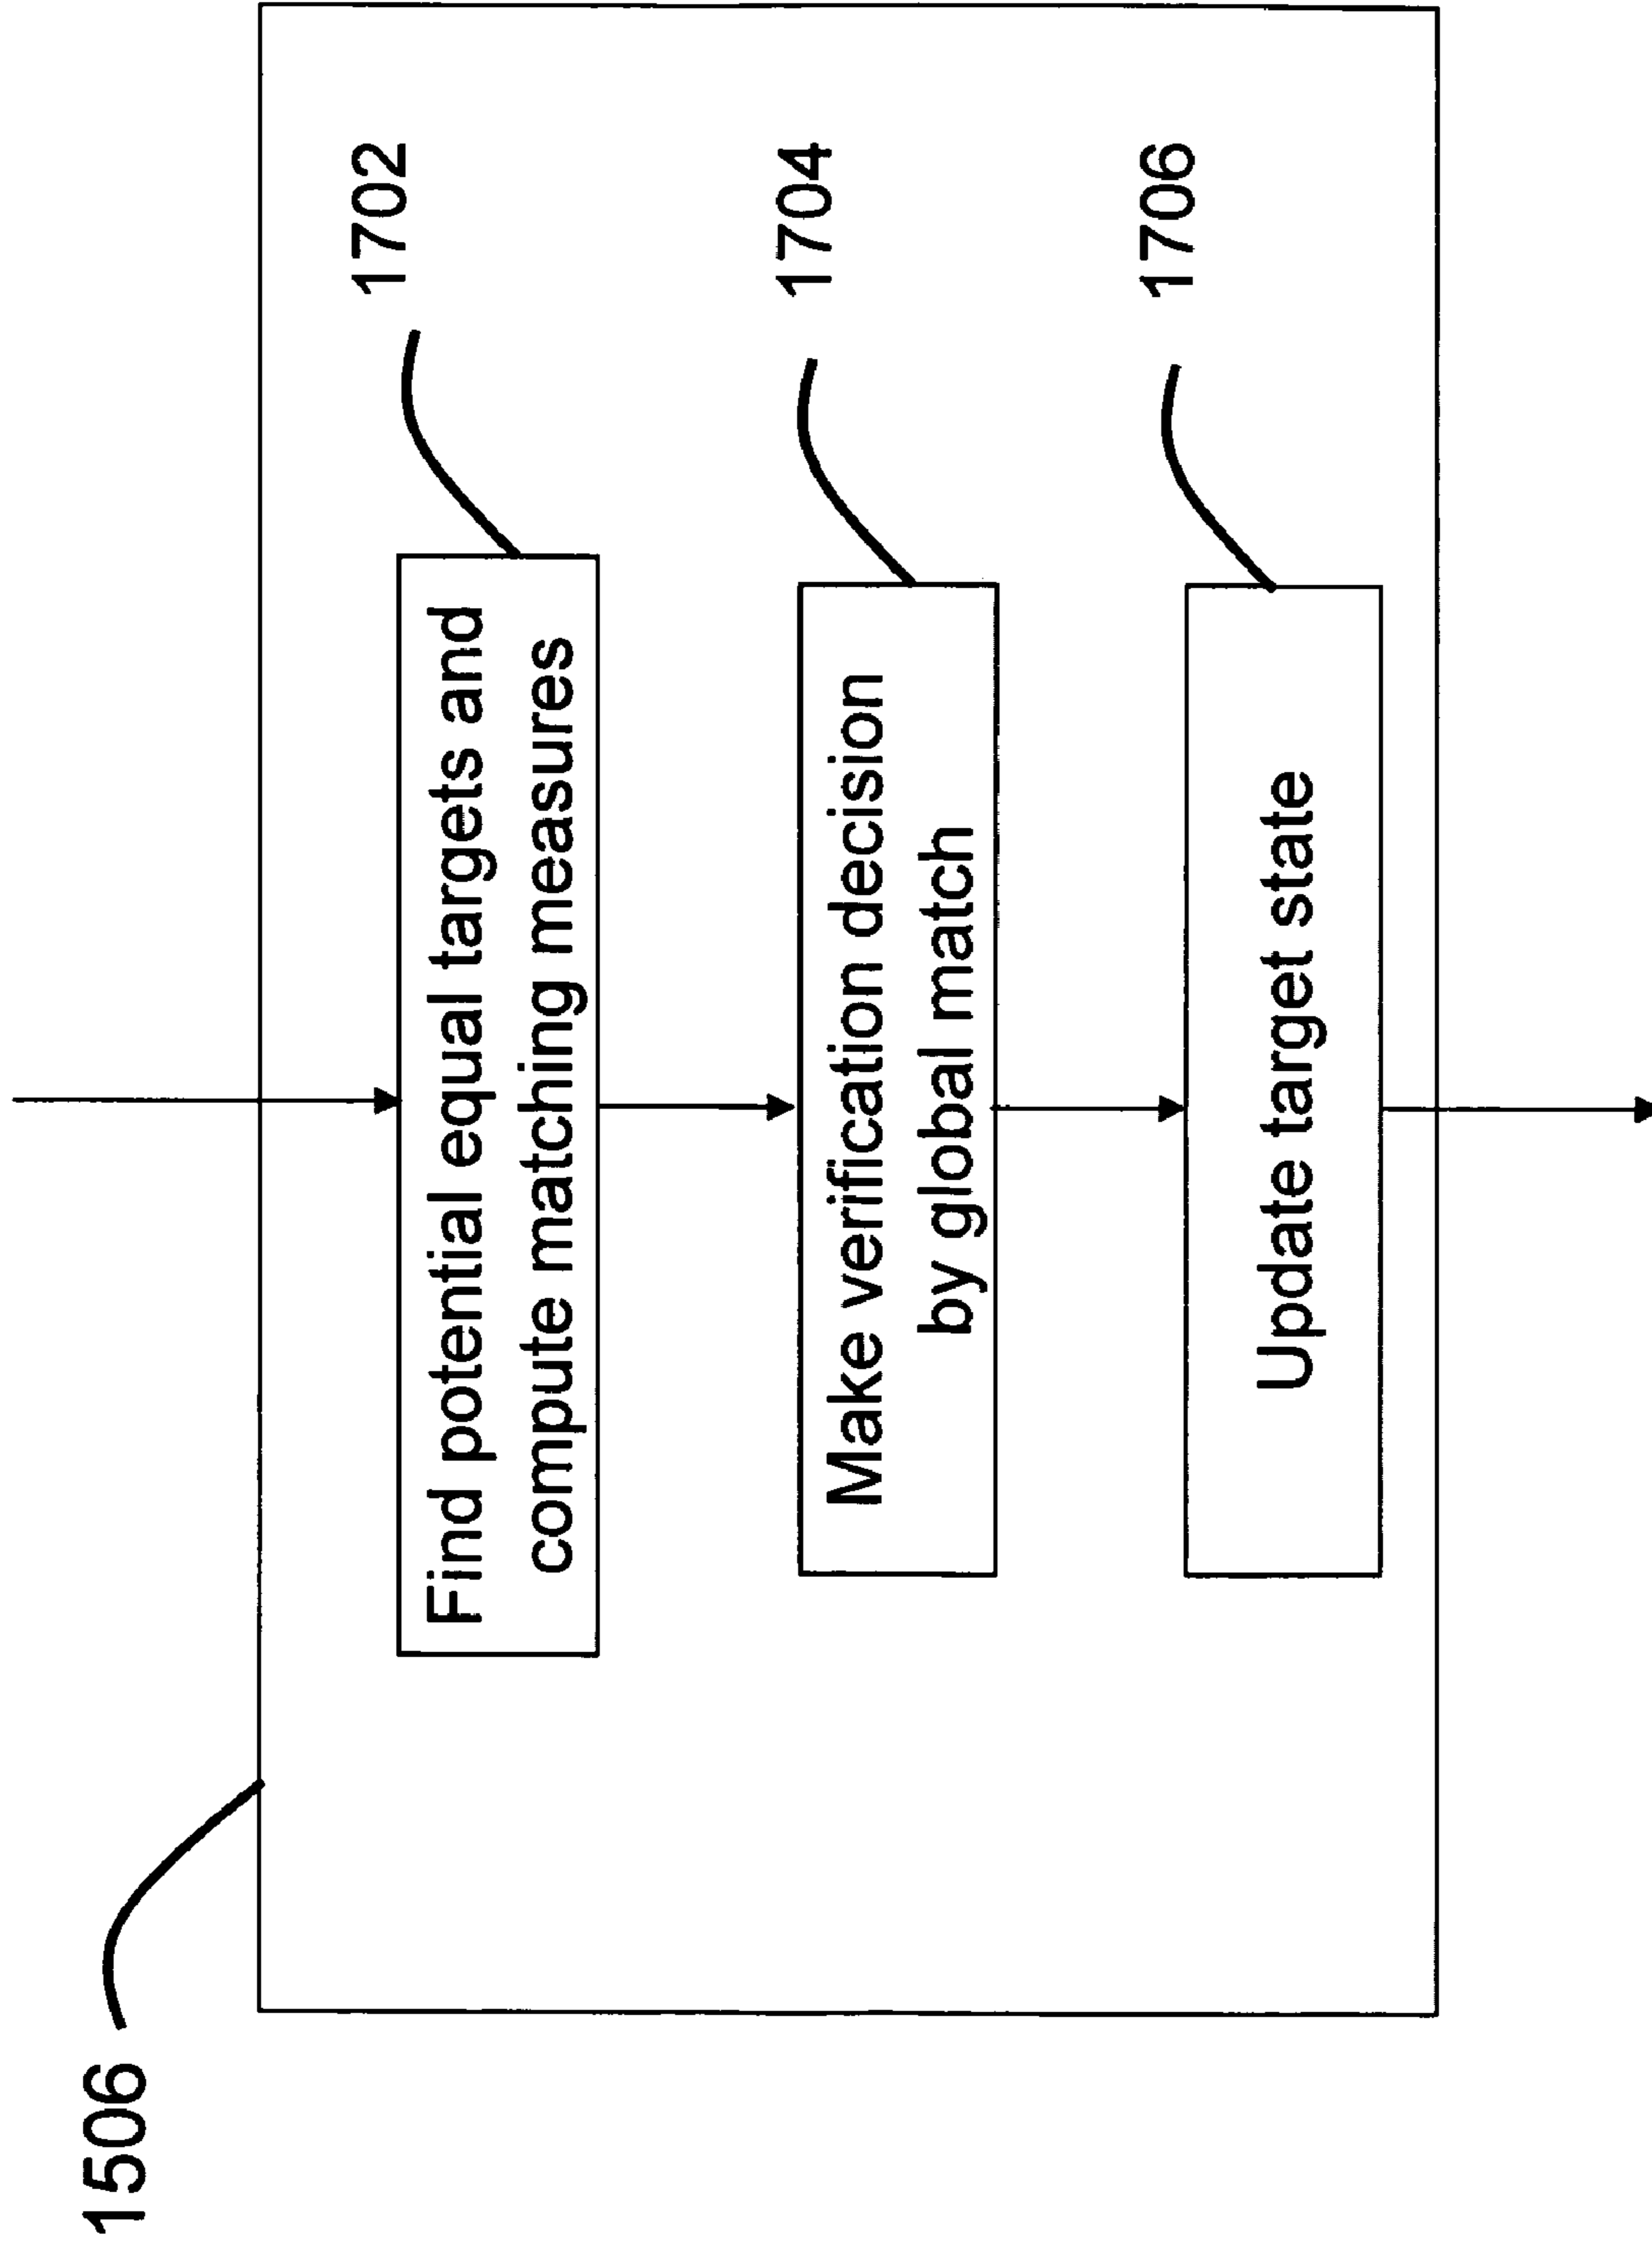 1506
Find potential equal targets and
compute matching measures
1702
Make verification decision
by global match
1704
Update target state
1706